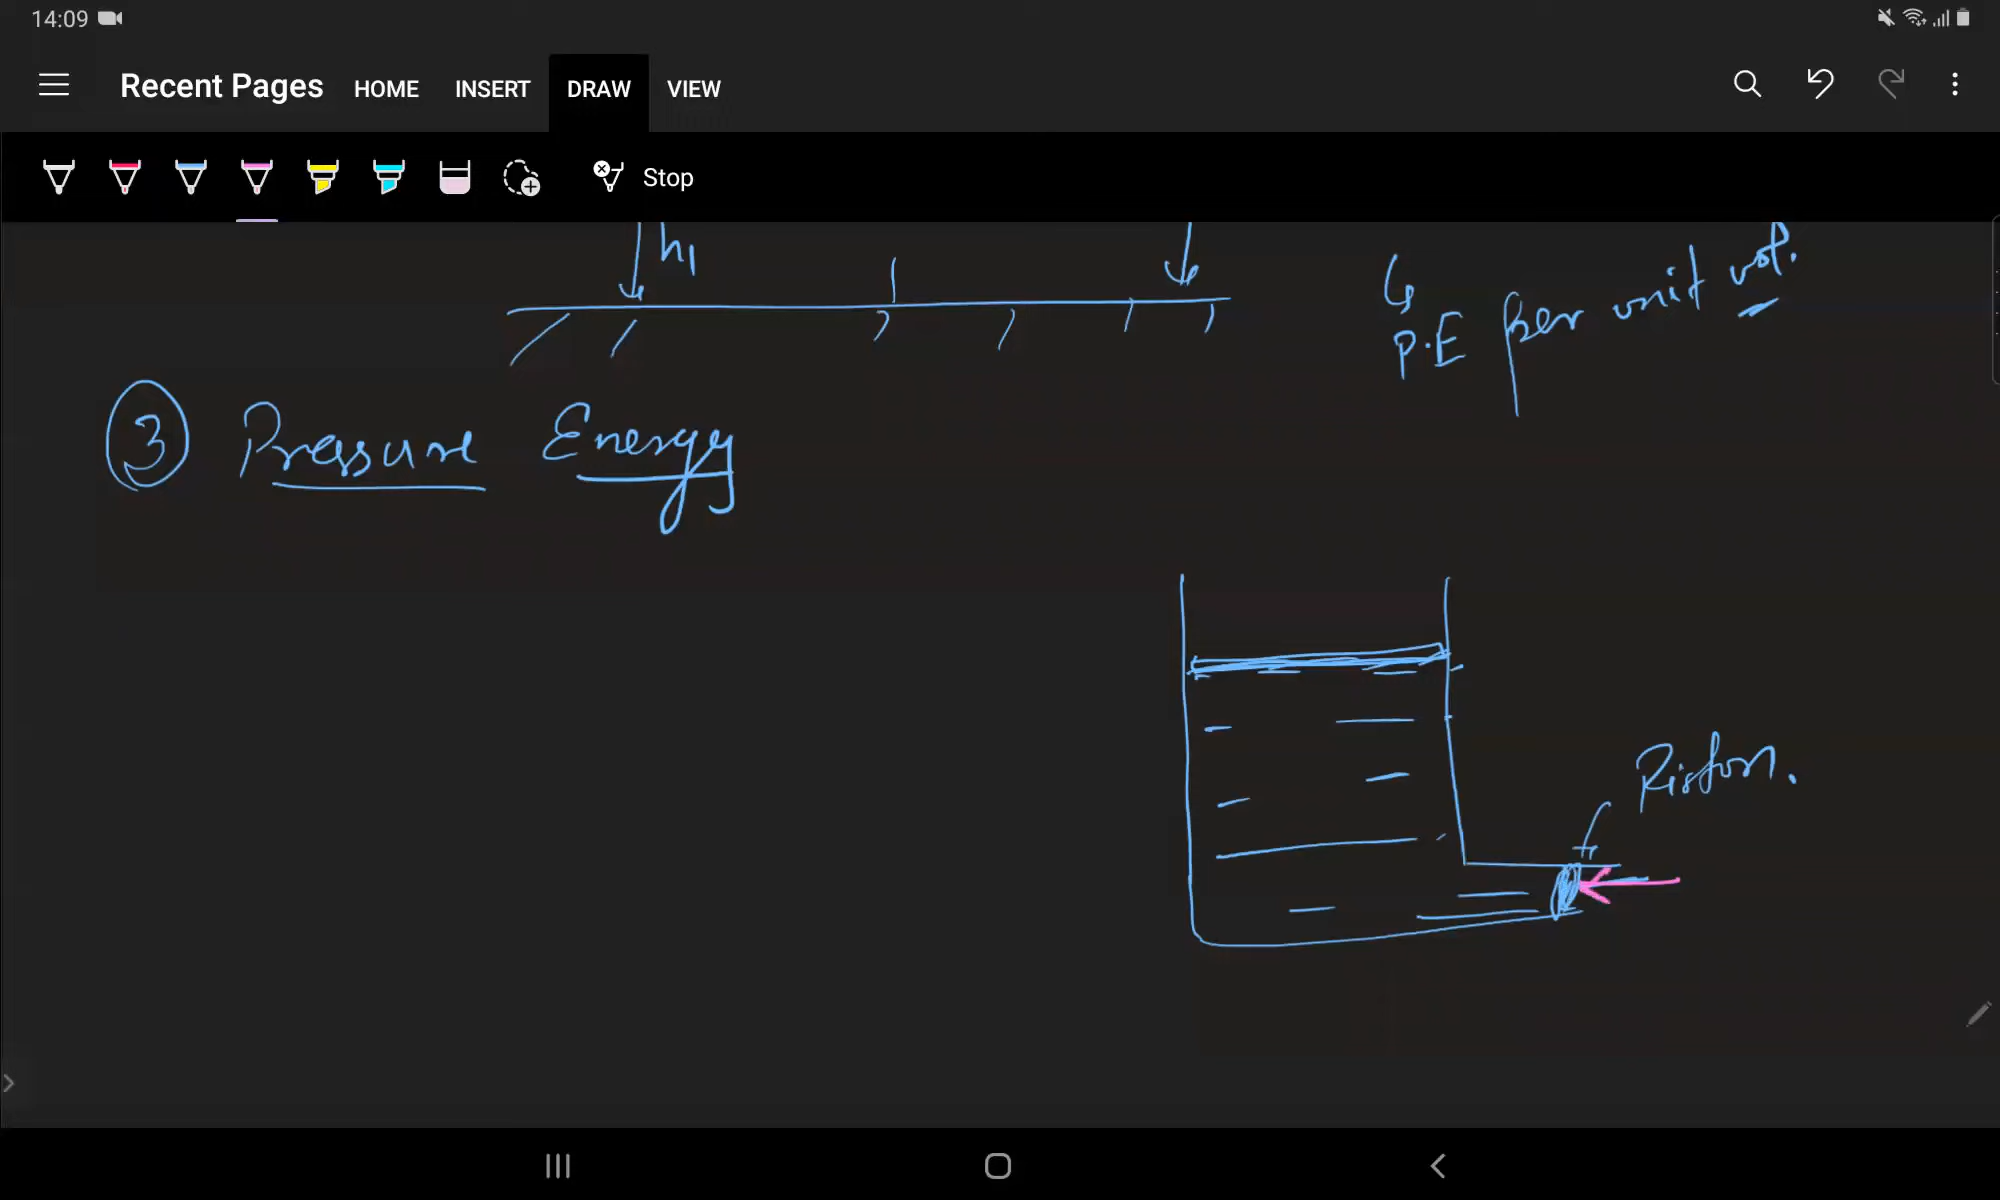 14:09
Recent Pages HOME INSERT DRAW VIEW
Stop
h1
P.E per unit vol.
3 Pressure Energy
Piston.